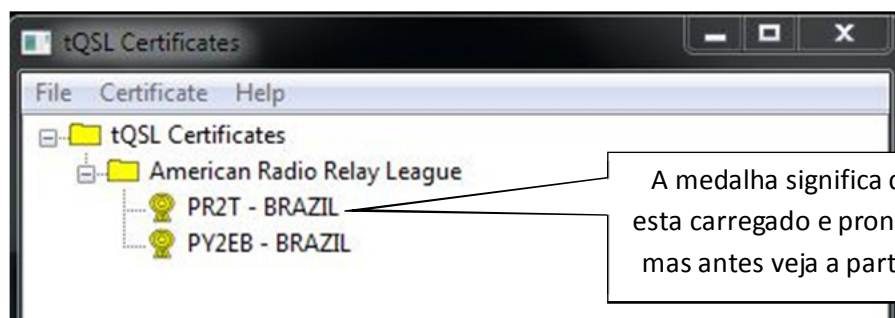 tQSL Certificates
File Certificate Help
tQSL Certificates
American Radio Relay League
PR2T - BRAZIL
PY2EB - BRAZIL
A medalha significa
esta carregado e
mas antes veja a